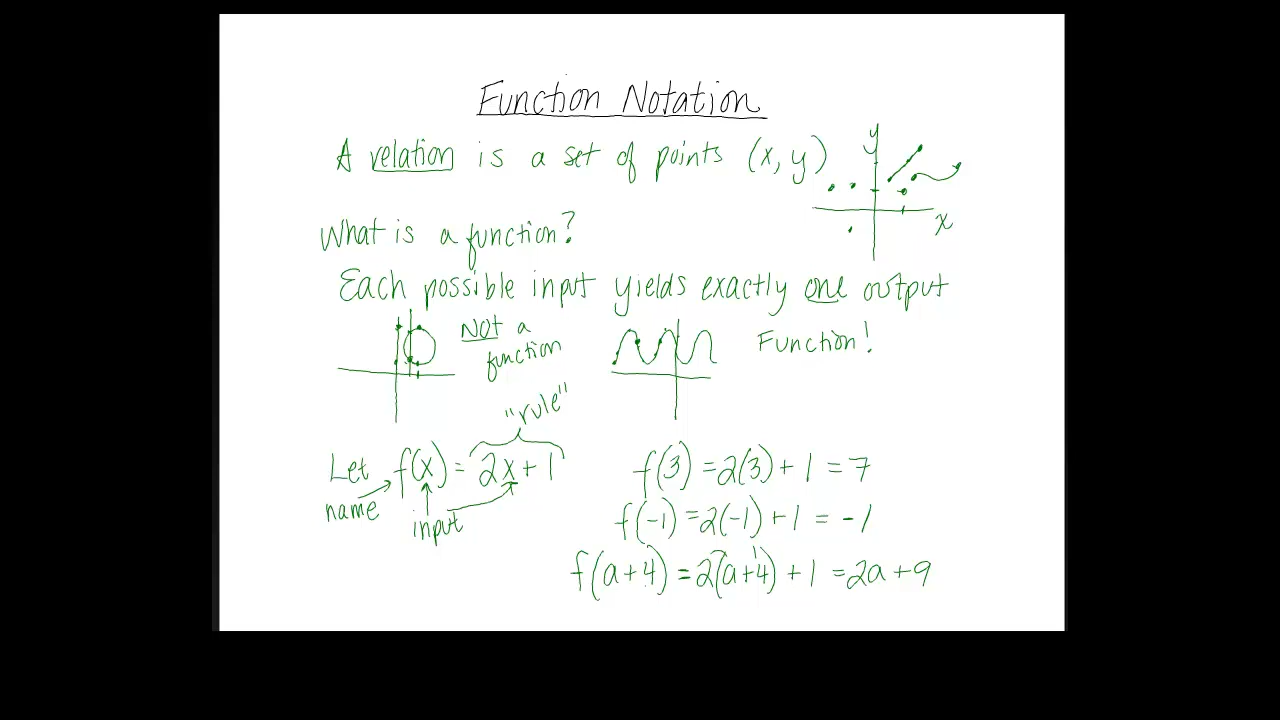 Function Notation
A relation is a set of points (x, y)
y
x
What is a function?
Each possible input yields exactly one output
NOT a
function
Function!
"rule"
Let f(x) = 2x + 1
name
input
f(3) = 2(3) + 1 = 7
f(-1) = 2(-1) + 1 = -1
f(a+4) = 2(a+4) + 1 = 2a + 9